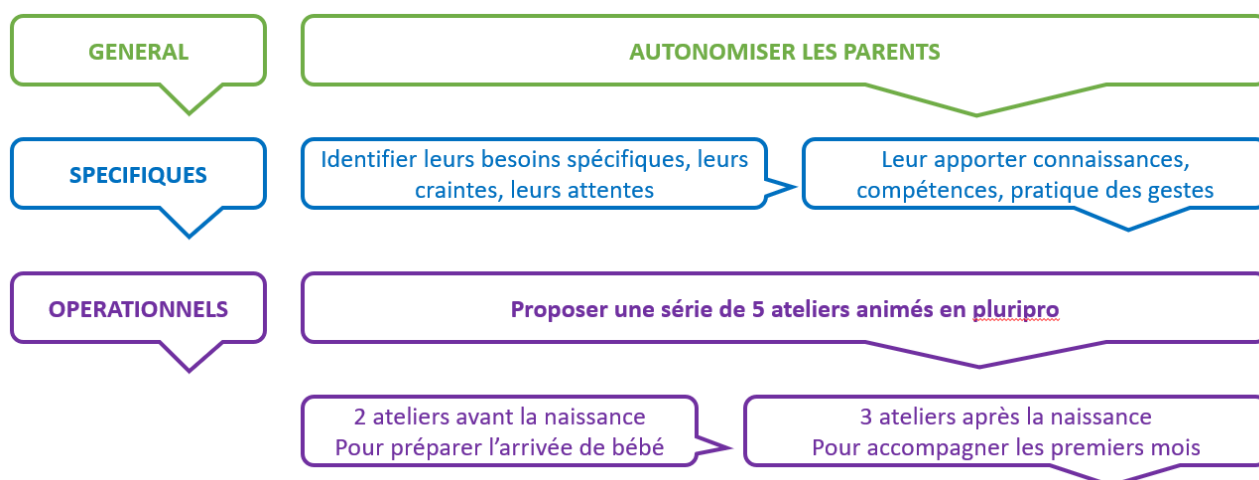 GENERAL
AUTONOMISER LES PARENTS
SPECIFIQUES
Identifier leurs besoins spécifiques, leurs
craintes, leurs attentes
Leur apporter connaissances,
compétences, pratique des gestes
OPERATIONNELS
Proposer une série de 5 ateliers animés en pluripro
2 ateliers avant la naissance
Pour préparer l’arrivée de bébé
3 ateliers après la naissance
Pour accompagner les premiers mois